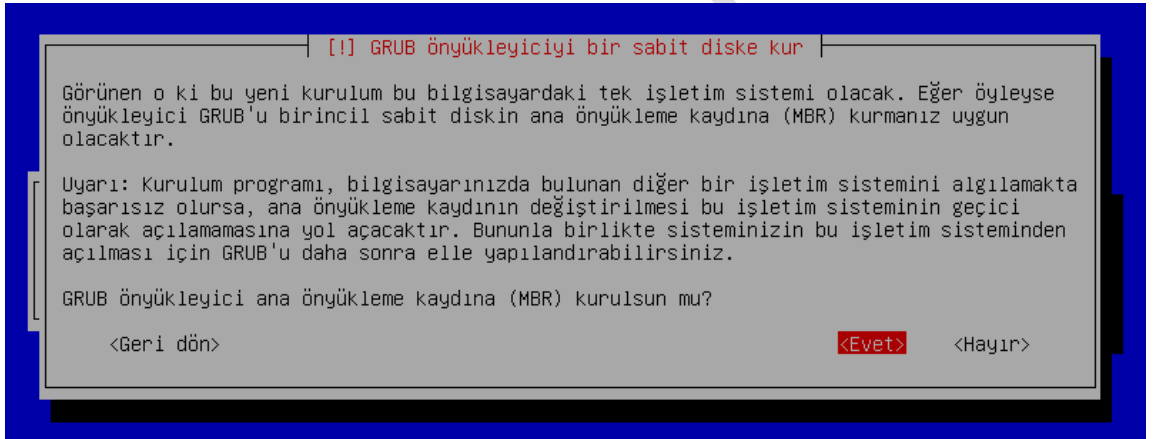 [!] GRUB önyükleyiciyi bir sabit diske kur
Görünen o ki bu yeni kurulum bu bilgisayardaki tek işletim sistemi olacak. Eğer öyleyse
önyükleyici GRUB'u birincil sabit diskin ana önyükleme kaydına (MBR) kurmanız uygun
olacaktır.
Uyarı: Kurulum programı, bilgisayarınızda bulunan diğer bir işletim sistemini algılamakta
başarısız olursa, ana önyükleme kaydının değiştirilmesi bu işletim sisteminin geçici
olarak açılamamasına yol açacaktır. Bununla birlikte sisteminizin bu işletim sisteminden
açılması için GRUB'u daha sonra elle yapılandırabilirsiniz.
GRUB önyükleyici ana önyükleme kaydına (MBR) kurulsun mu?
<Geri dön> <Evet> <Hayır>